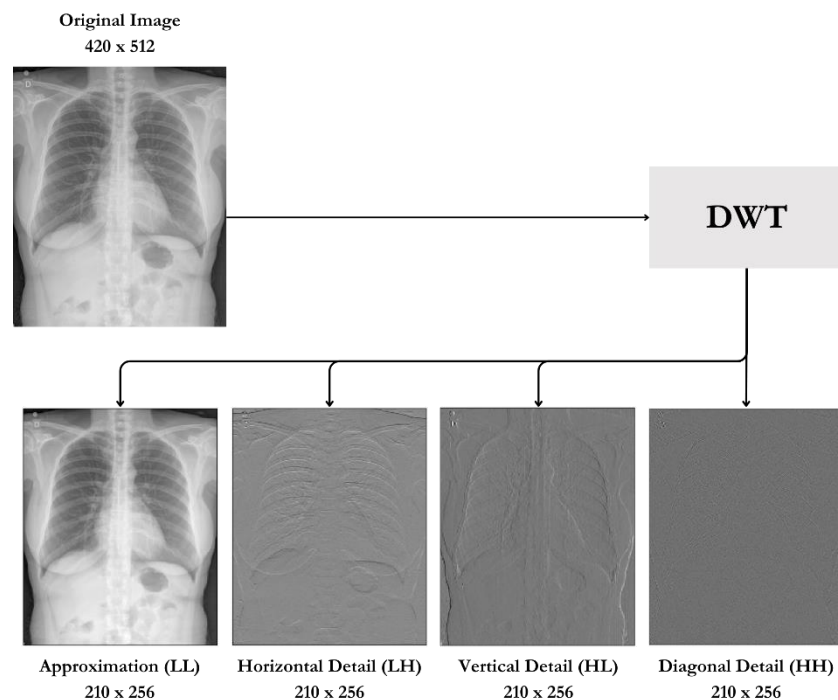 Original Image
420 x 512
D
DWT
Approximation (LL)
210 x 256
Horizontal Detail (LH)
210 x 256
Vertical Detail (HL)
210 x 256
Diagonal Detail (HH)
210 x 256